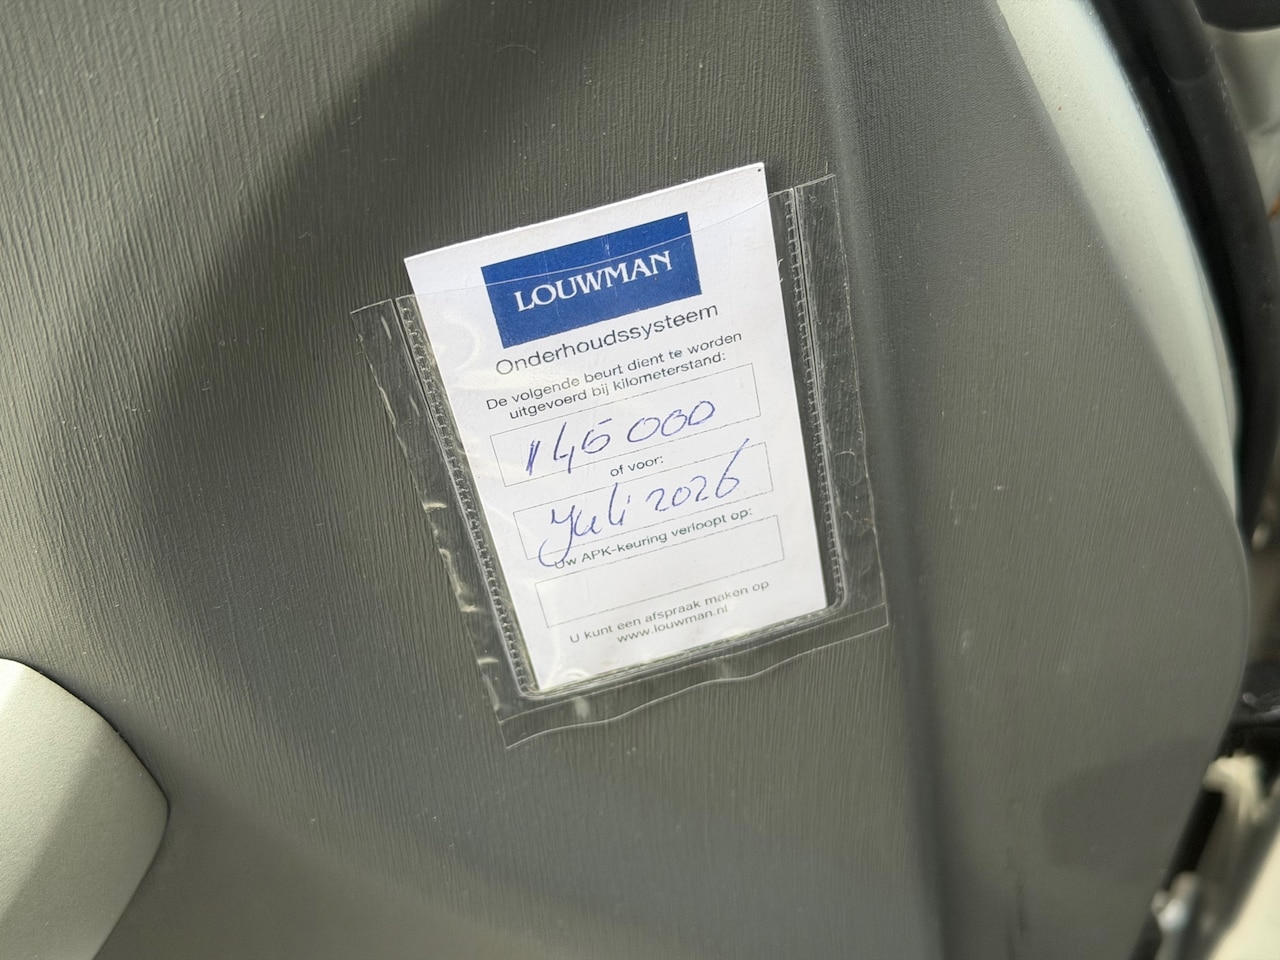 LOUWMAN
Onderhoudssysteem
De volgende beurt dient te worden
uitgevoerd bij kilometerstand:
145 000
of voor:
Juli 2026
Uw APK-keuring verloopt op:
U kunt een afspraak maken op
www.louwman.nl